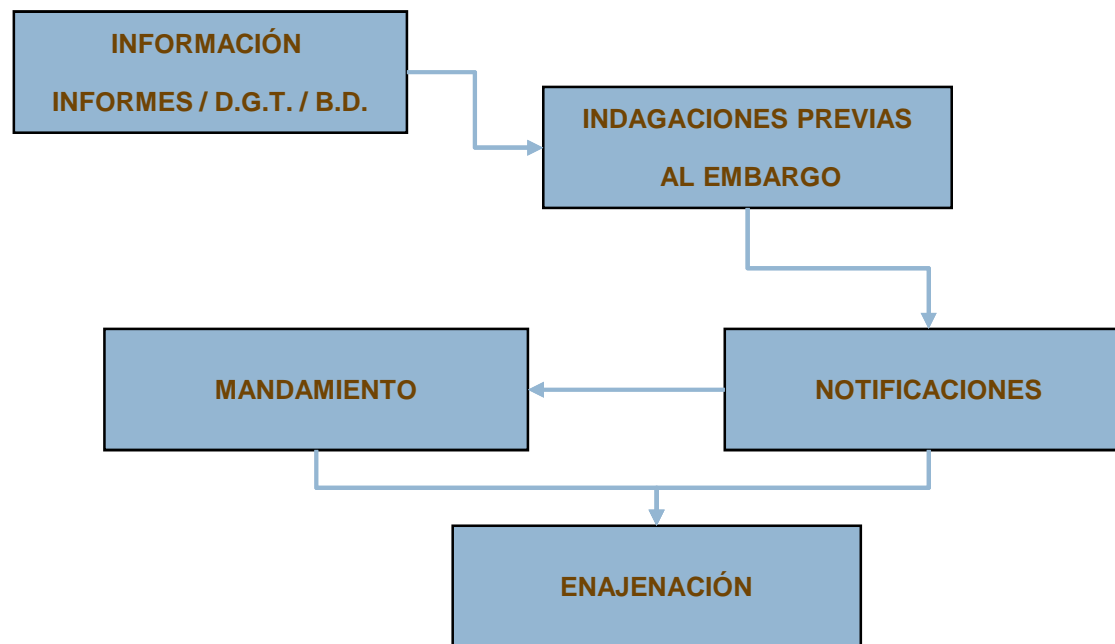 INFORMACIÓN
INFORMES / D.G.T. / B.D.
INDAGACIONES PREVIAS
AL EMBARGO
MANDAMIENTO
NOTIFICACIONES
ENAJENACIÓN